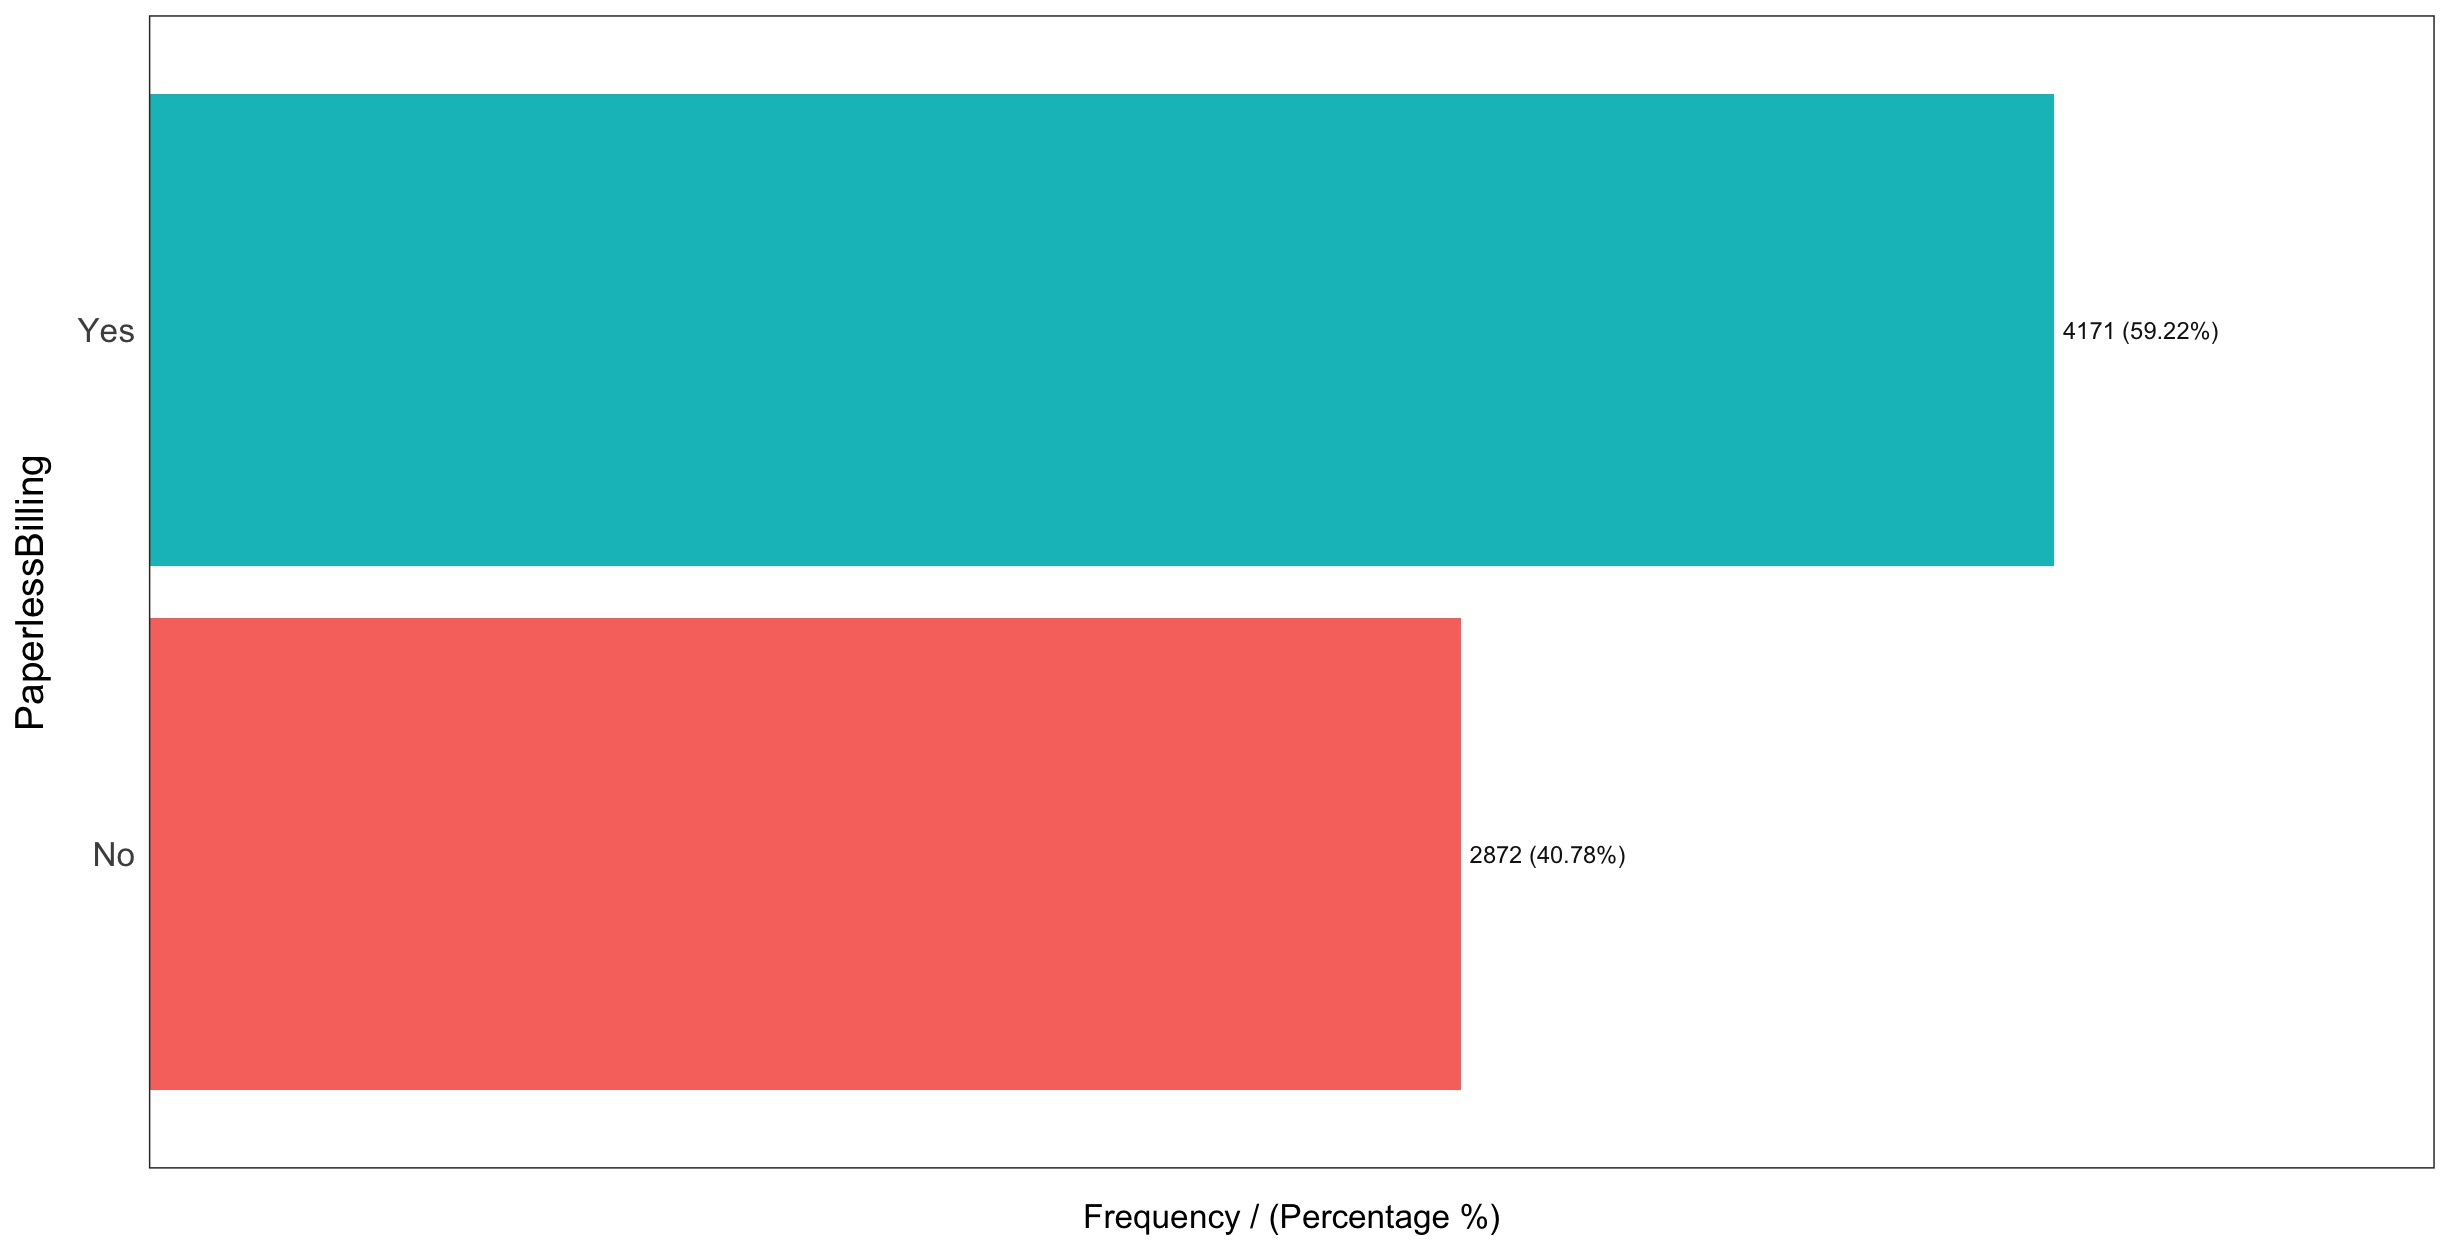 PaperlessBilling
Yes
4171 (59.22%)
No
2872 (40.78%)
Frequency / (Percentage %)